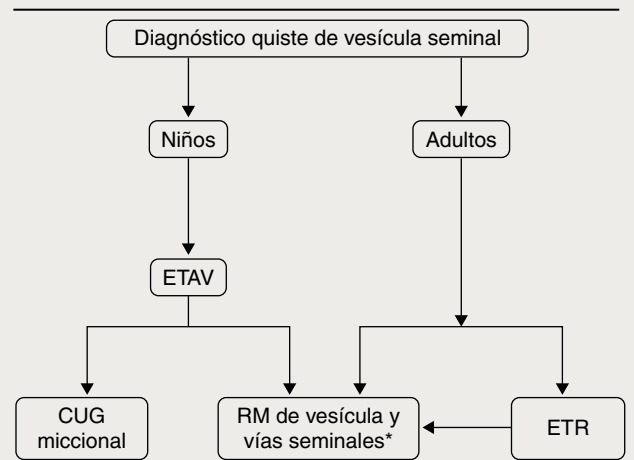 Diagnóstico quiste de vesícula seminal
Niños
Adultos
ETAV
CUG
miccional
RM de vesícula y
vías seminales*
ETR